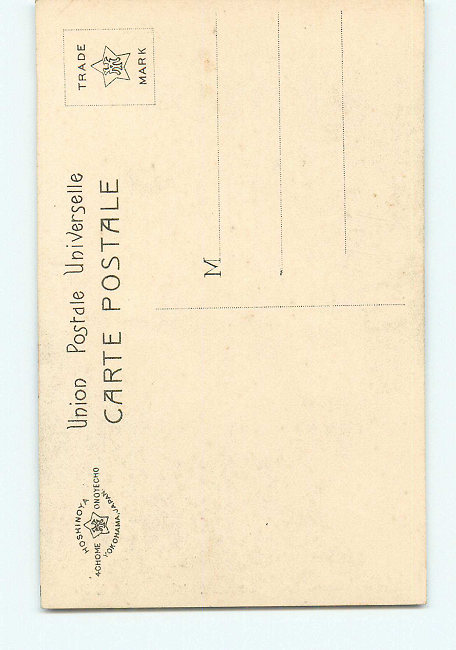 Union Postale Universelle
CARTE POSTALE
TRADE
MARK
HOSHINOYA
4CHOME ONOYECHO
YOKOHAMA, JAPAN.
M